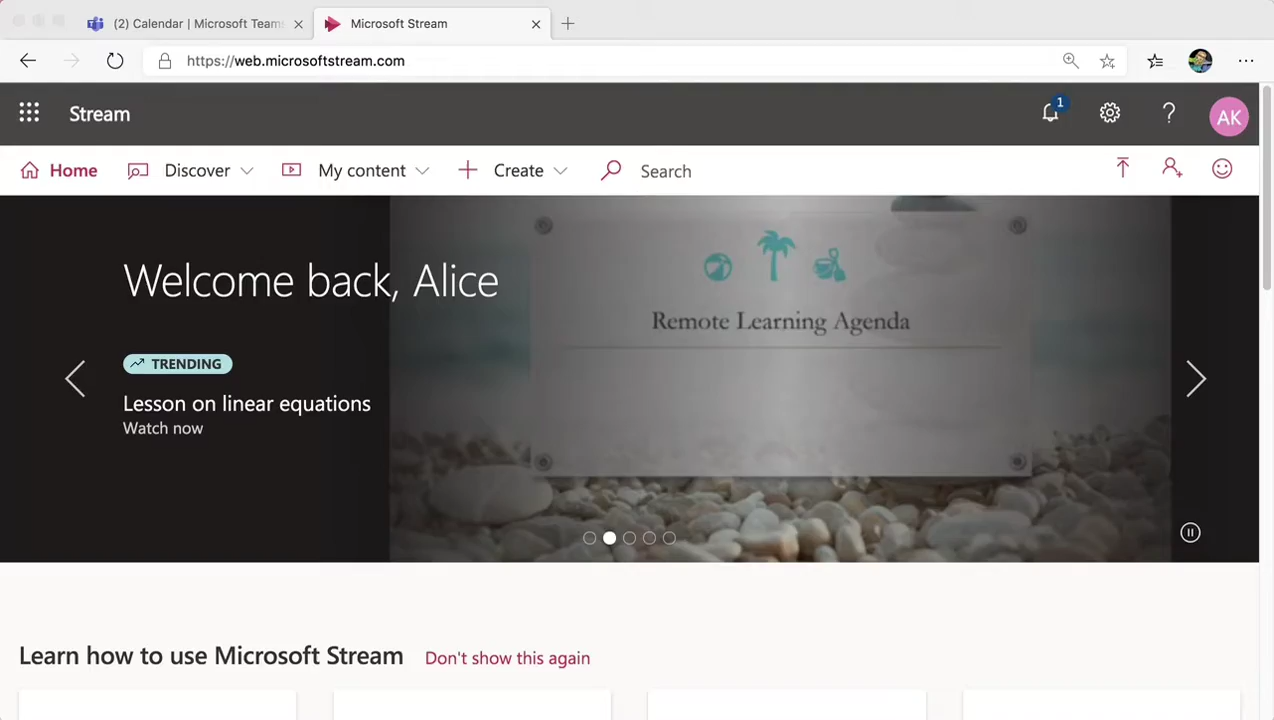 (2) Calendar | Microsoft Teams
Microsoft Stream
https://web.microsoftstream.com
Stream
1
AK
Home
Discover
My content
Create
Search
Welcome back, Alice
Remote Learning Agenda
TRENDING
Lesson on linear equations
Watch now
Learn how to use Microsoft Stream
Don't show this again